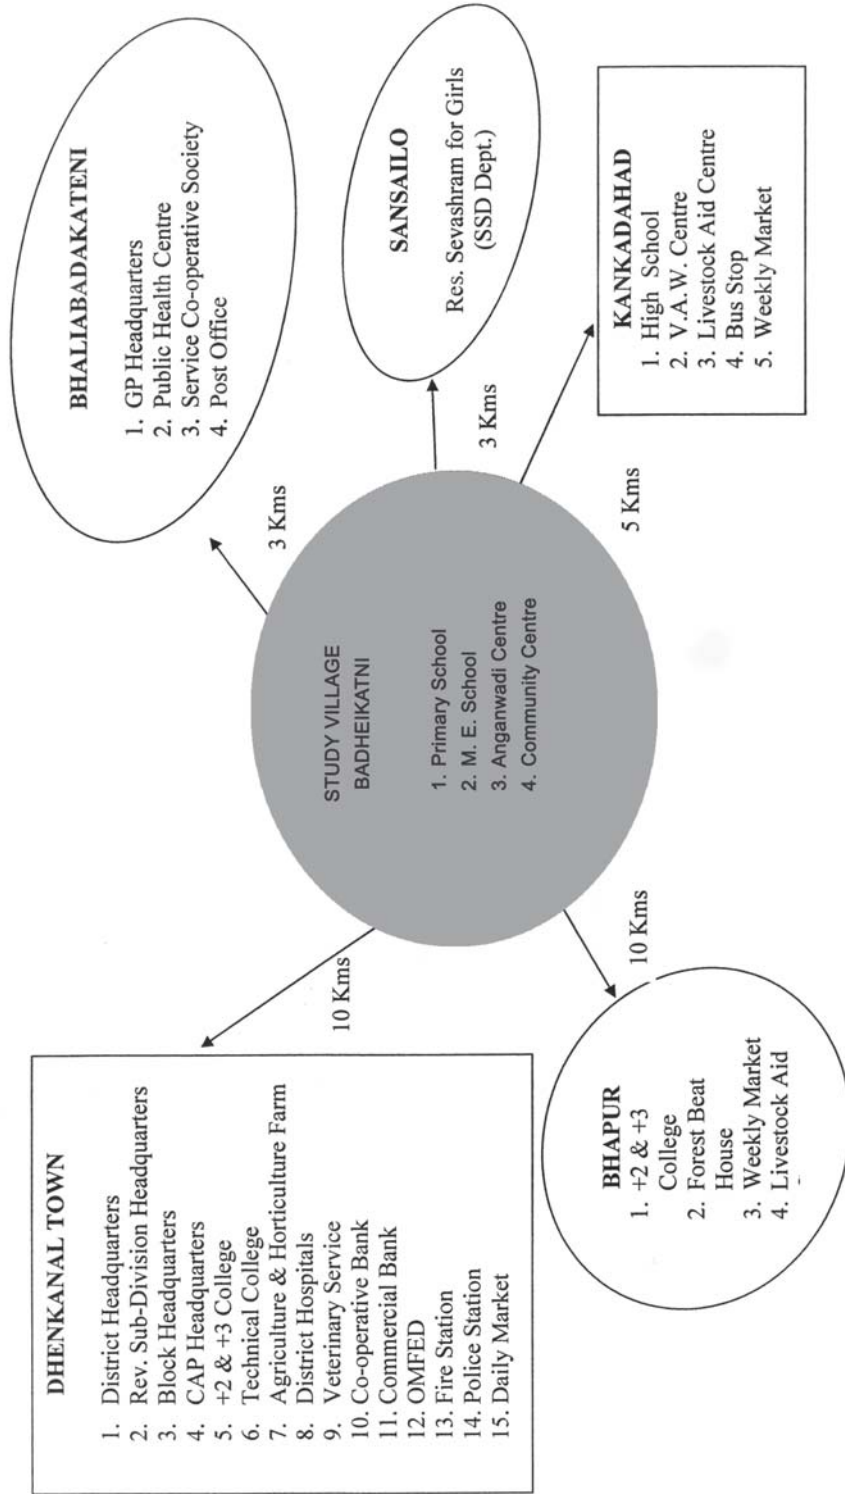 DHENKANAL TOWN
1. District Headquarters
2. Rev. Sub-Division Headquarters
3. Block Headquarters
4. CAP Headquarters
5. +2 & +3 College
6. Technical College
7. Agriculture & Horticulture Farm
8. District Hospitals
9. Veterinary Service
10. Co-operative Bank
11. Commercial Bank
12. OMFED
13. Fire Station
14. Police Station
15. Daily Market
10 Kms
BHALIABADAKATENI
1. GP Headquarters
2. Public Health Centre
3. Service Co-operative Society
4. Post Office
3 Kms
STUDY VILLAGE
BADHEIKATNI
1. Primary School
2. M. E. School
3. Anganwadi Centre
4. Community Centre
SANSAILO
Res. Sevashram for Girls
(SSD Dept.)
3 Kms
BHAPUR
1. +2 & +3
College
2. Forest Beat
House
3. Weekly Market
4. Livestock Aid
10 Kms
KANKADAHAD
1. High School
2. V.A.W. Centre
3. Livestock Aid Centre
4. Bus Stop
5. Weekly Market
5 Kms